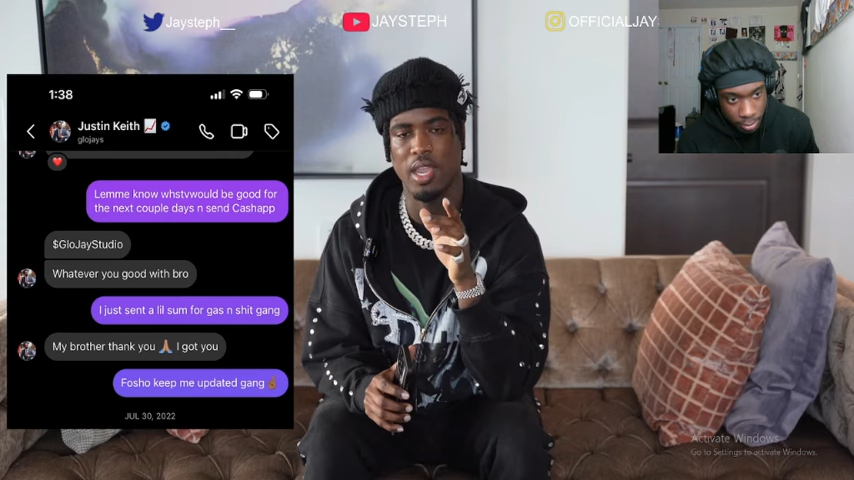 Jaysteph__
JAYSTEPH
OFFICIALJAY
1:38
Justin Keith
glojays
Lemme know whstvwould be good for
the next couple days n send Cashapp
$GloJayStudio
Whatever you good with bro
I just sent a lil sum for gas n shit gang
My brother thank you 🙏🏽 I got you
Fosho keep me updated gang
JUL 30, 2022
Activate Windows
Go to Settings to activate Windows.